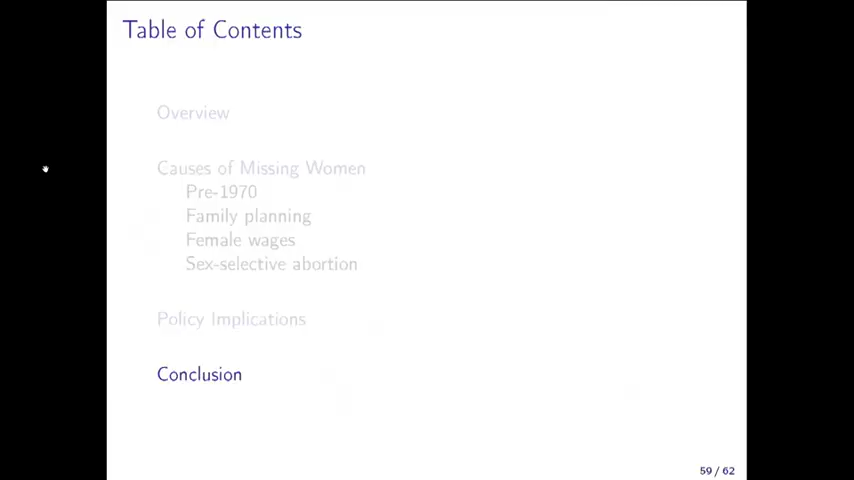 Table of Contents
Overview
Causes of Missing Women
Pre-1970
Family planning
Female wages
Sex-selective abortion
Policy Implications
Conclusion
59 / 62